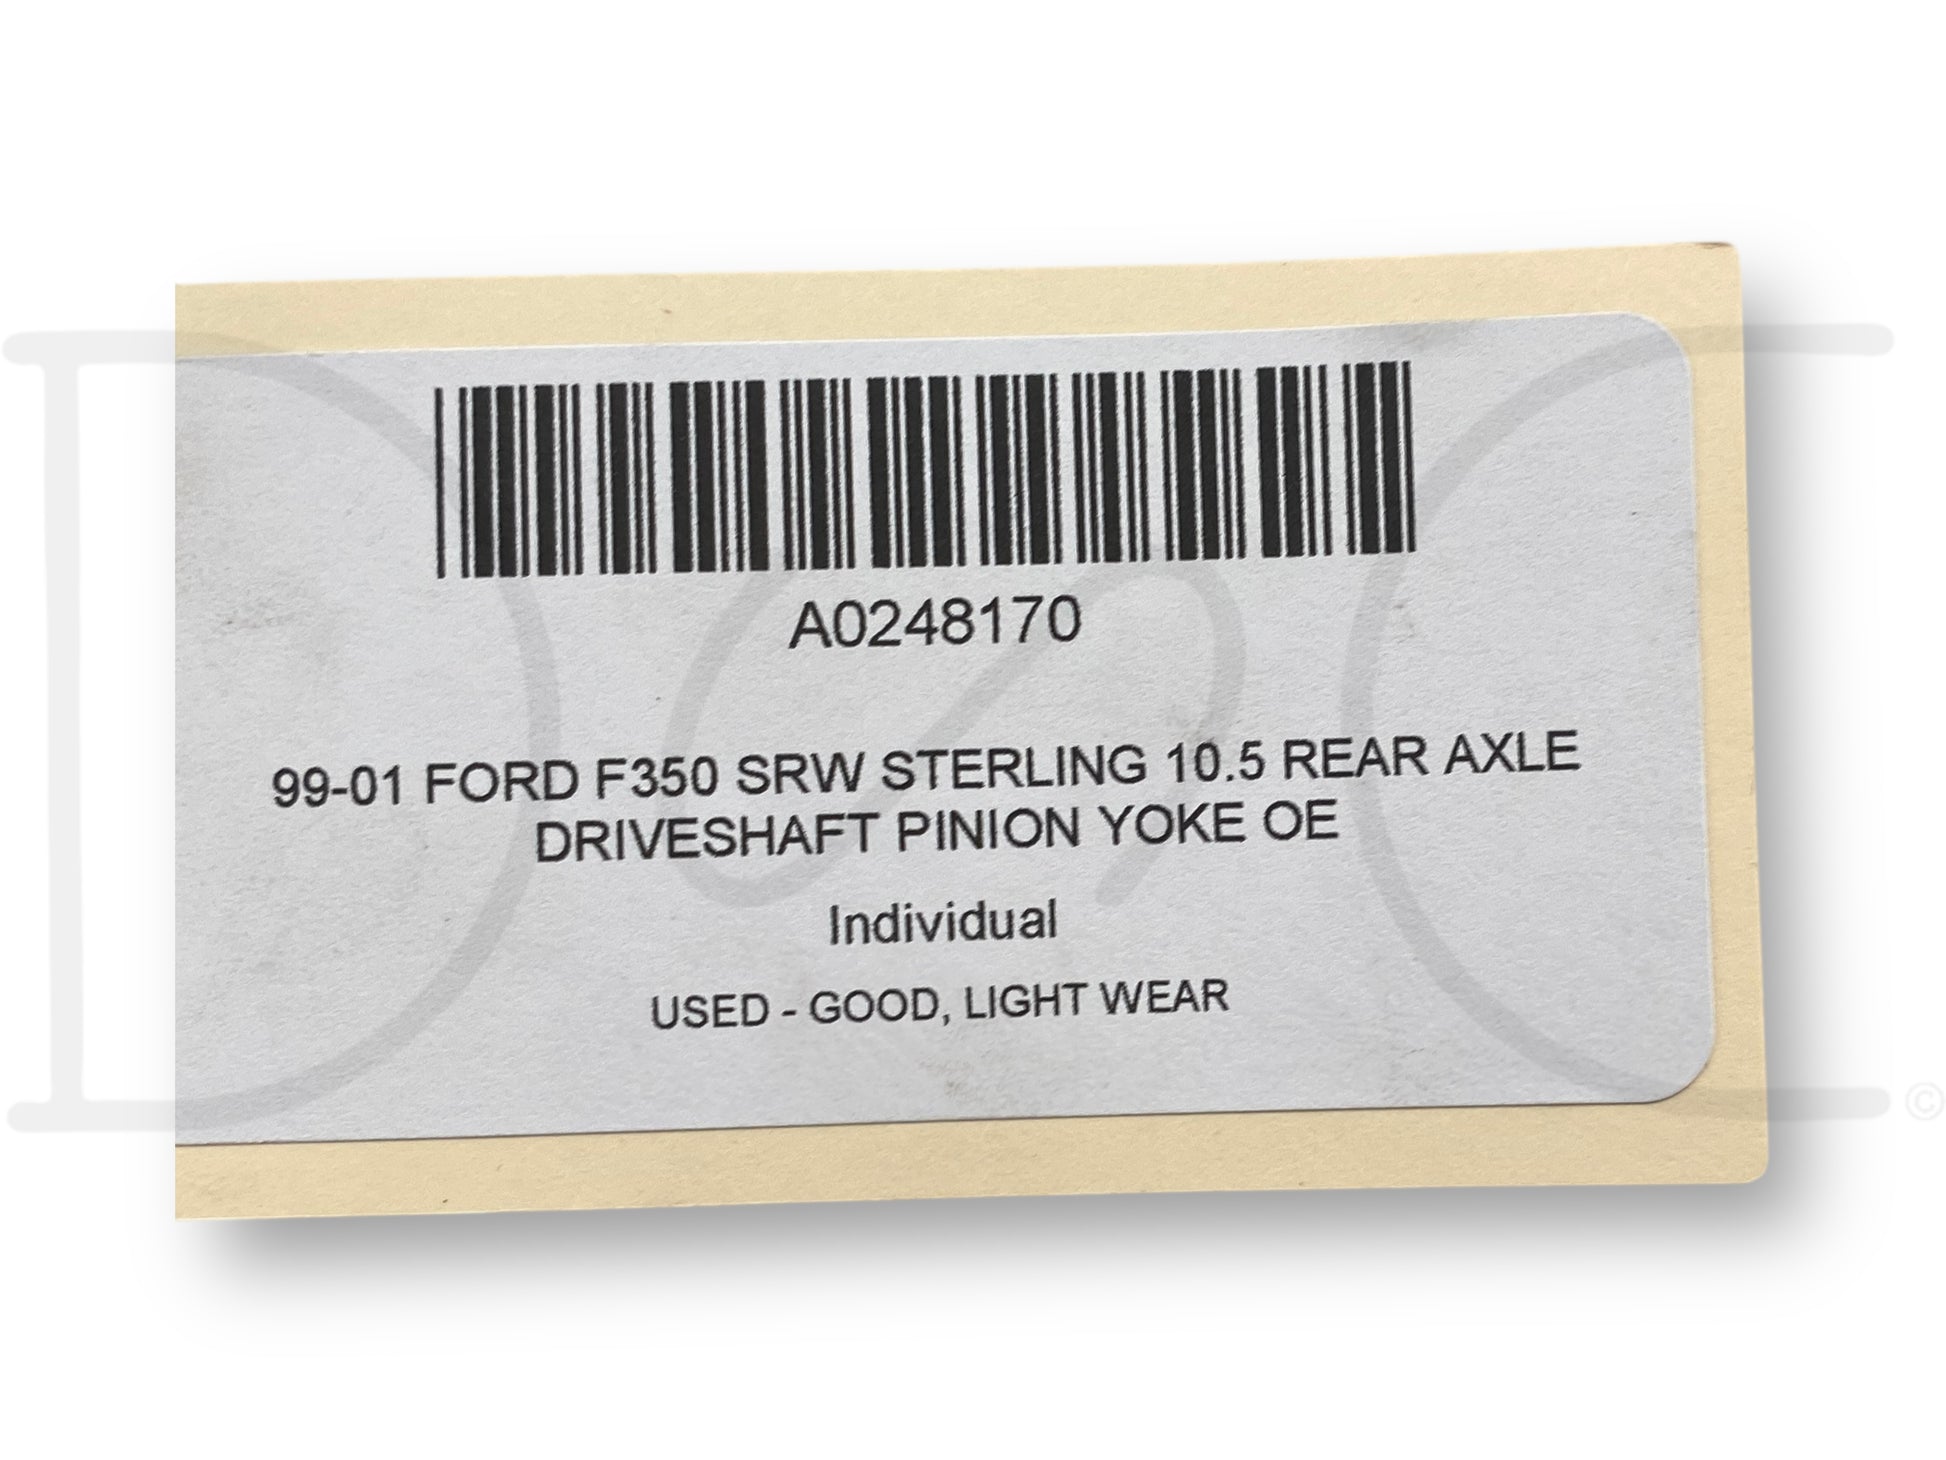 A0248170
99-01 FORD F350 SRW STERLING 10.5 REAR AXLE
DRIVESHAFT PINION YOKE OE
Individual
USED - GOOD, LIGHT WEAR
©